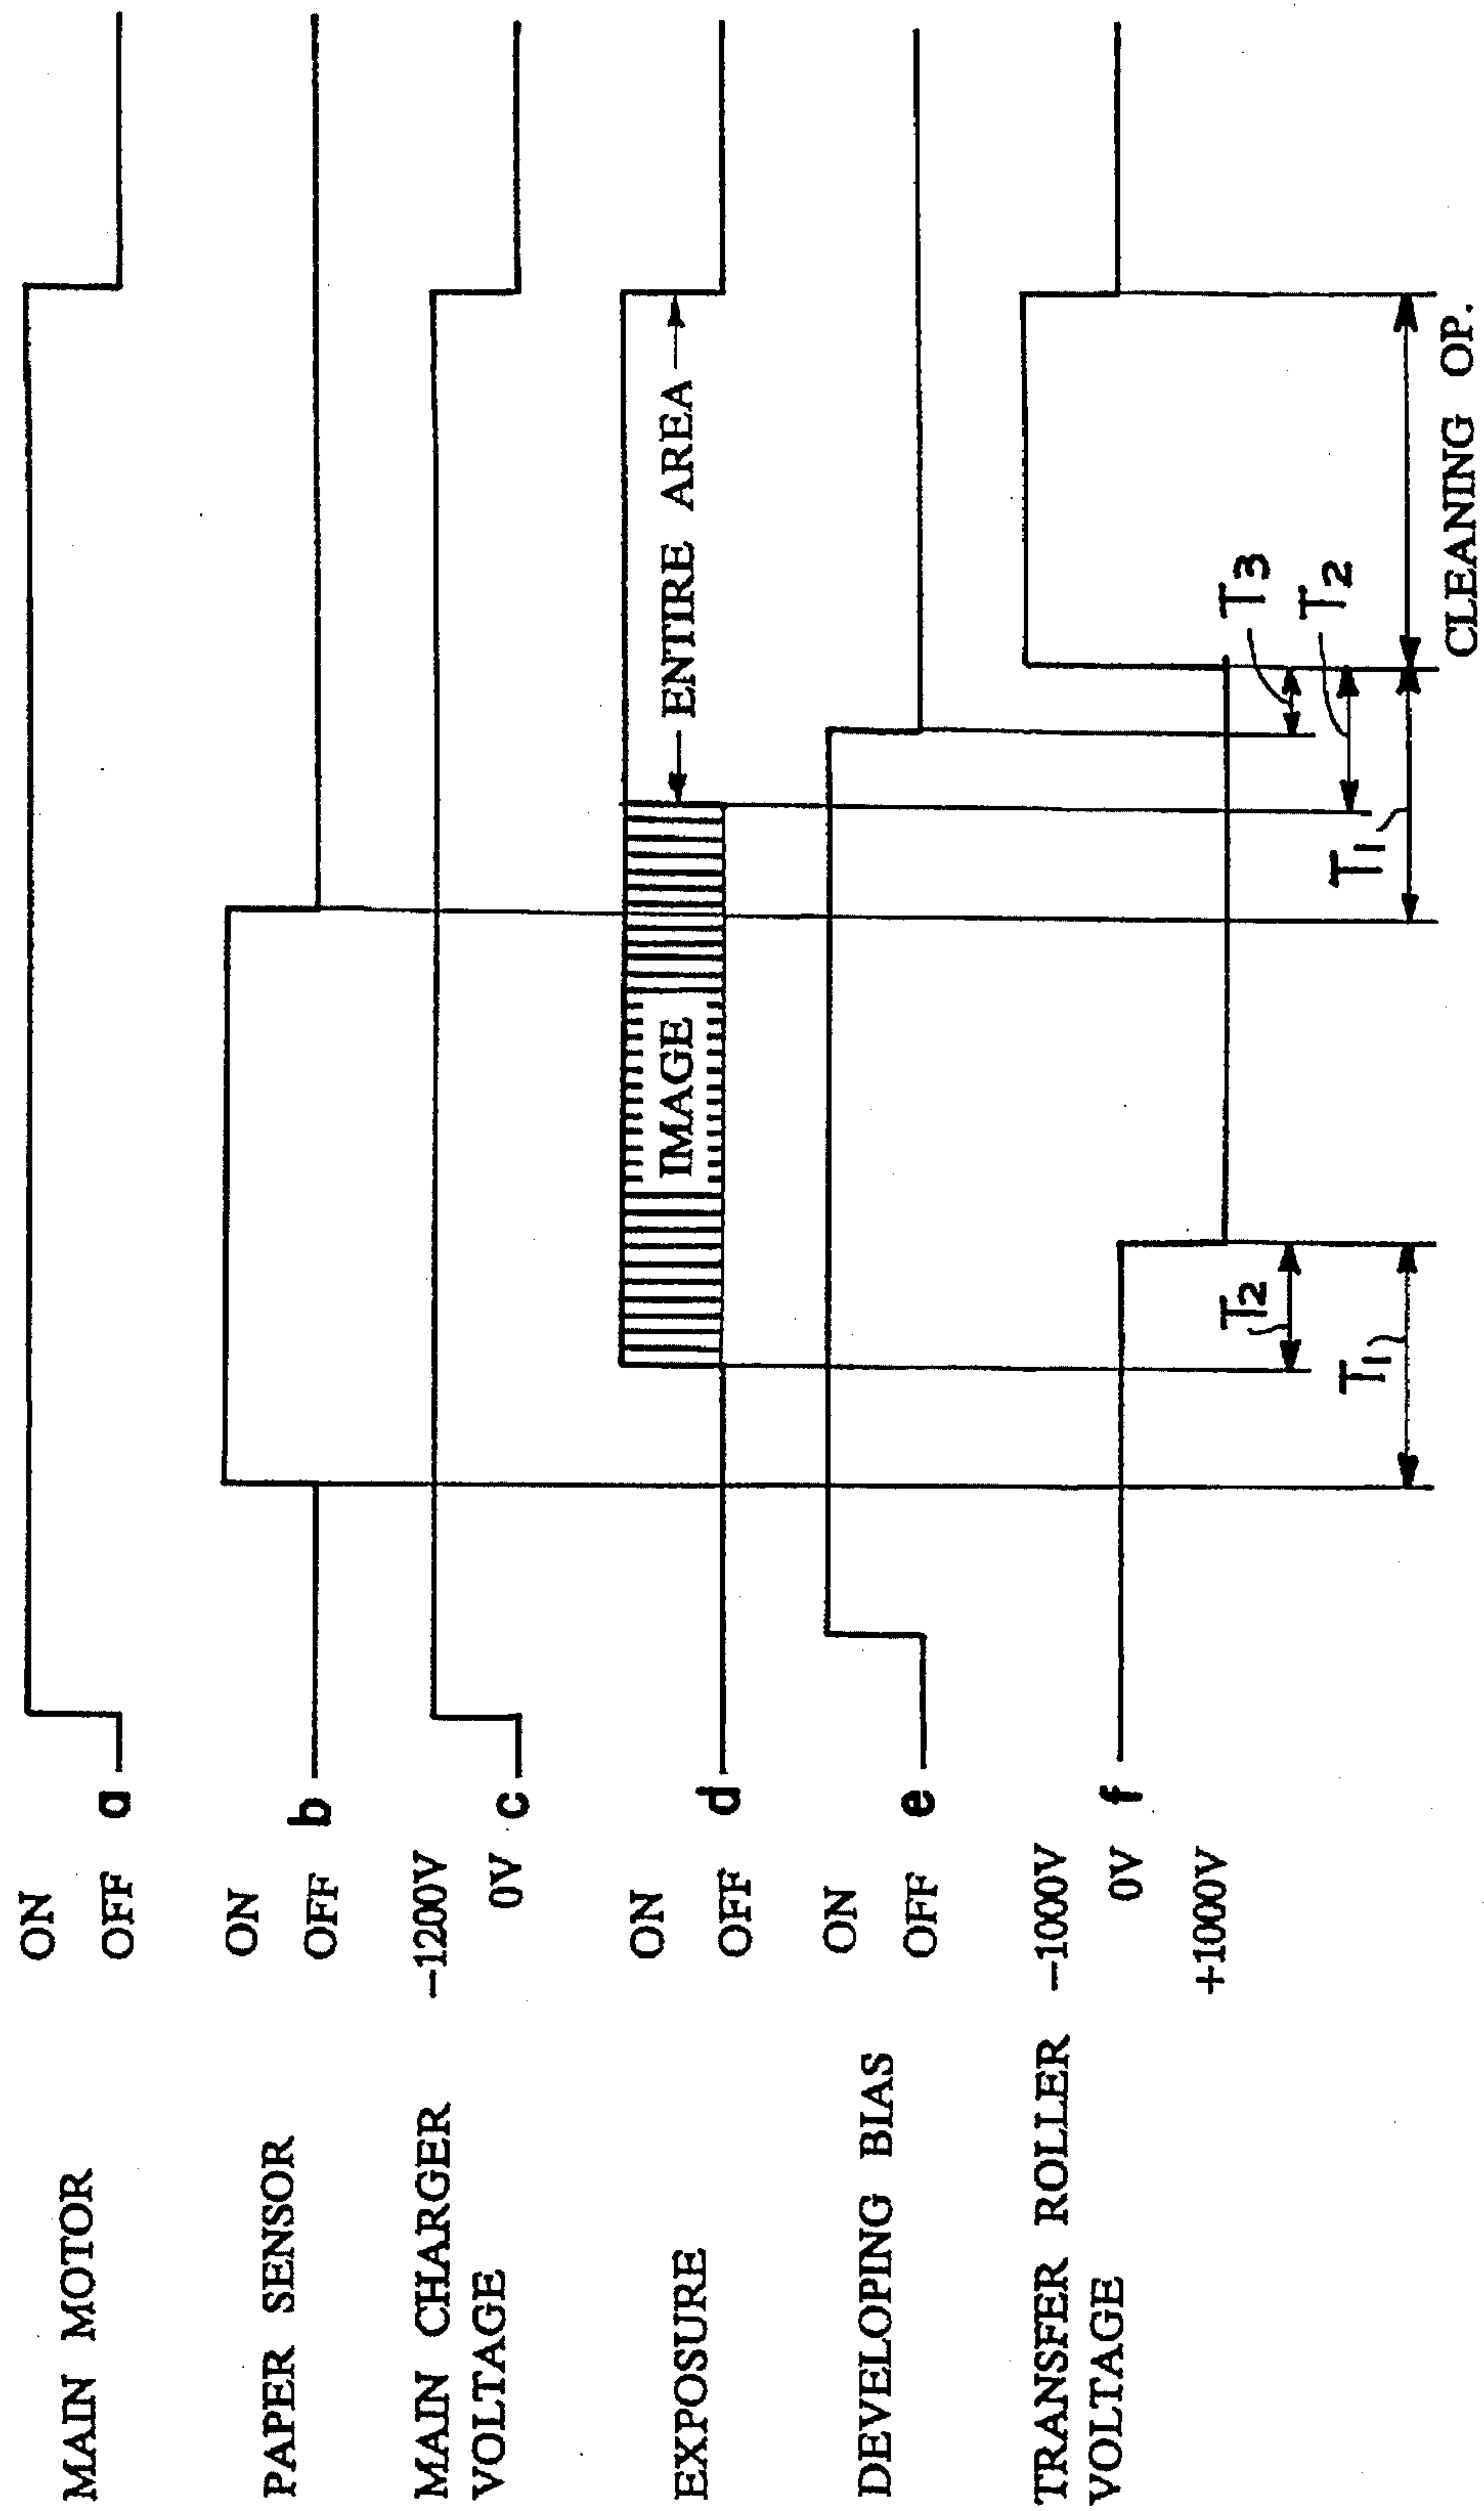 MAIN MOTOR
ON
OFF a
PAPER SENSOR
ON
OFF b
MAIN CHARGER
VOLTAGE
-1200V
0V c
EXPOSURE
ON
OFF d
IMAGE
ENTIRE AREA
DEVELOPING BIAS
ON
OFF e
TRANSFER ROLLER
VOLTAGE
-1000V
0V f
+1000V
T2
T1
T3
T2
T1
CLEANING OP.